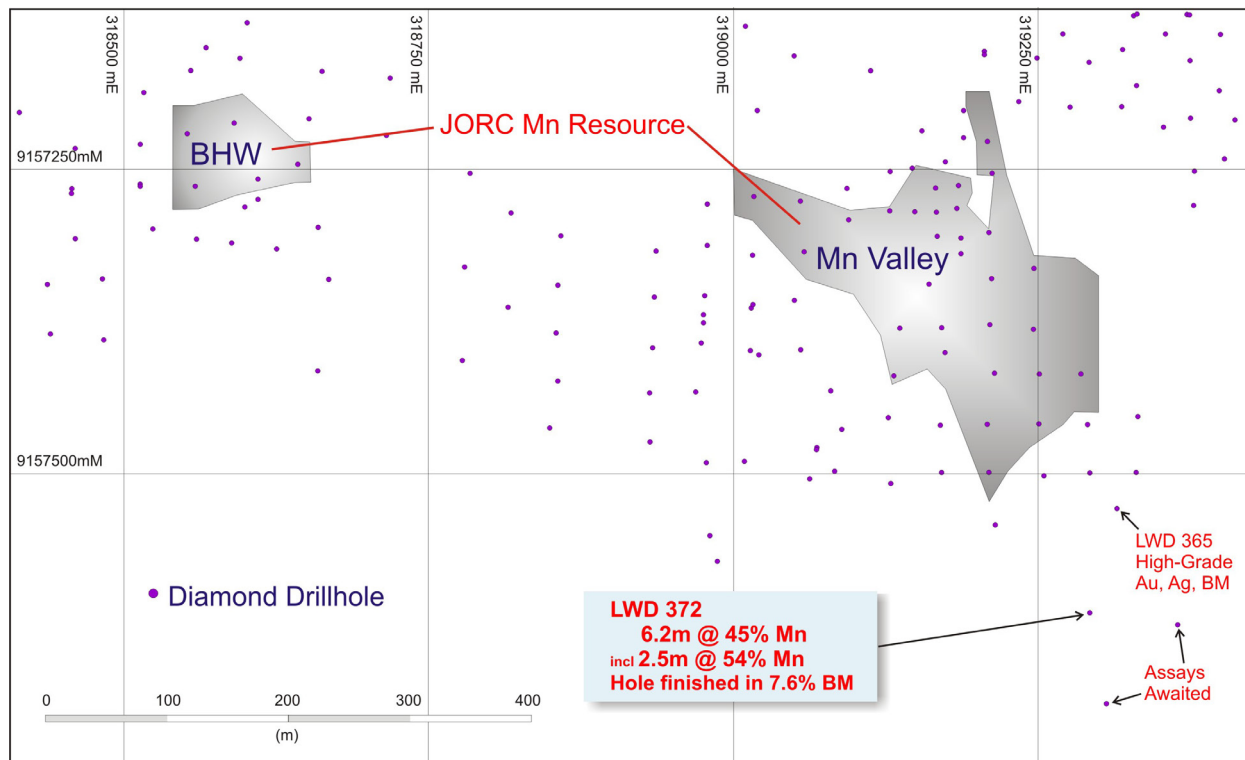 318500 mE
318750 mE
319000 mE
319250 mE
JORC Mn Resource
BHW
9157250mM
Mn Valley
9157500mM
LWD 365
High-Grade
Au, Ag, BM
Diamond Drillhole
LWD 372
6.2m @ 45% Mn
incl 2.5m @ 54% Mn
Hole finished in 7.6% BM
Assays
Awaited
0 100 200 300 400
(m)